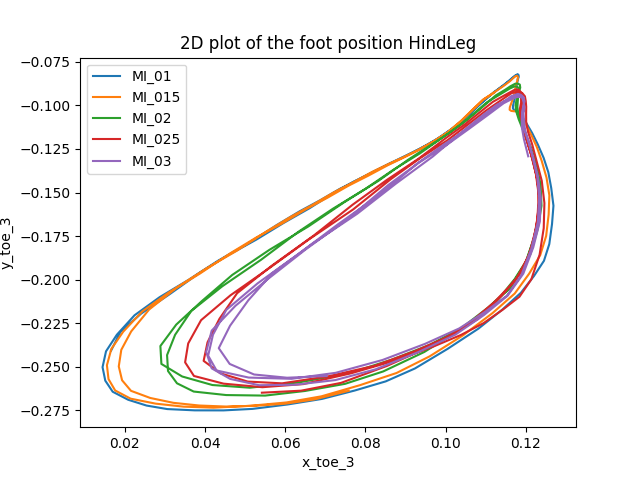 2D plot of the foot position HindLeg
MI_01
MI_015
MI_02
MI_025
MI_03
y_toe_3
−0.075
−0.100
−0.125
−0.150
−0.175
−0.200
−0.225
−0.250
−0.275
0.02 0.04 0.06 0.08 0.10 0.12
x_toe_3